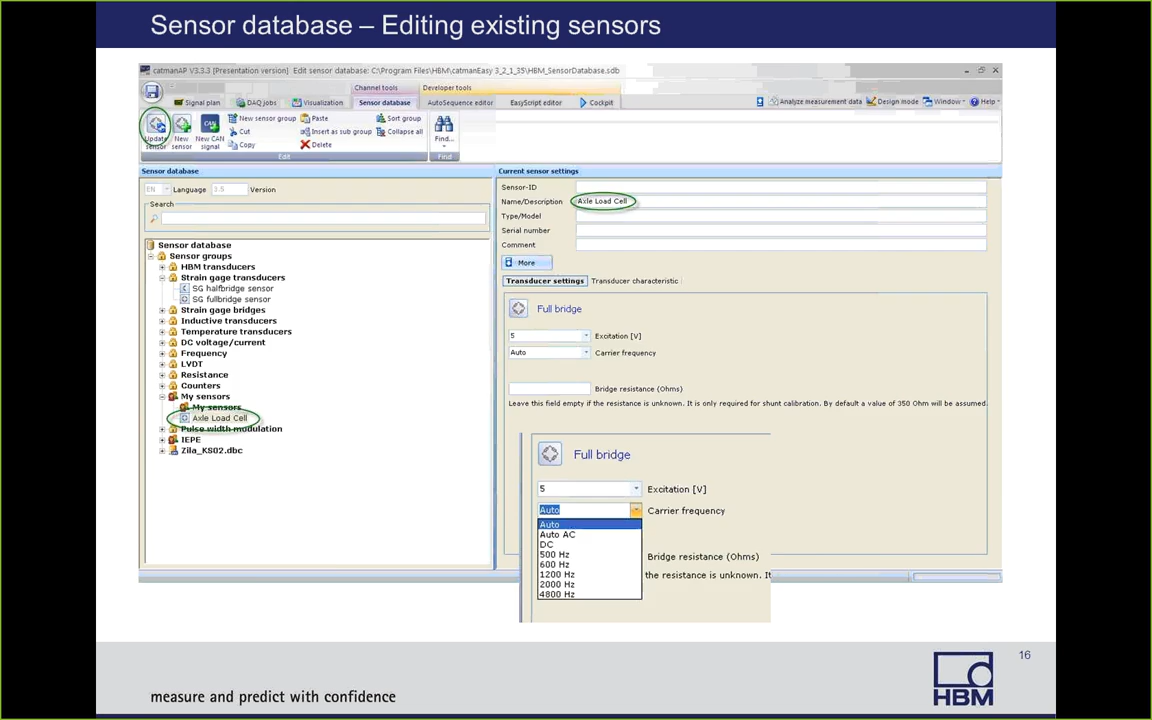 Sensor database – Editing existing sensors
catmanAP V3.3.3 [Presentation version] Edit sensor database: C:\Program Files\HBM\catmanEasy 3_2_1_35\HBM_SensorDatabase.sdb
Channel tools
Developer tools
Signal plan
DAQ jobs
Visualization
Sensor database
AutoSequence editor
EasyScript editor
Cockpit
Analyze measurement data
Design mode
Window
Help
Update sensor
New sensor
New CAN signal
New sensor group
Cut
Copy
Paste
Insert as sub group
Delete
Sort group
Collapse all
Find...
Edit
Find
Sensor database
EN Language 3.5 Version
Search
Sensor database
Sensor groups
HBM transducers
Strain gage transducers
SG halfbridge sensor
SG fullbridge sensor
Strain gage bridges
Inductive transducers
Temperature transducers
DC voltage/current
Frequency
LVDT
Resistance
Counters
My sensors
My sensors
Axle Load Cell
Pulse width modulation
IEPE
Zila_KS02.dbc
Current sensor settings
Sensor-ID
Name/Description Axle Load Cell
Type/Model
Serial number
Comment
More
Transducer settings Transducer characteristic
Full bridge
5 Excitation [V]
Auto Carrier frequency
Bridge resistance (Ohms)
Leave this field empty if the resistance is unknown. It is only required for shunt calibration. By default a value of 350 Ohm will be assumed.
Full bridge
5 Excitation [V]
Auto Carrier frequency
Auto
Auto AC
DC
500 Hz
600 Hz
1200 Hz
2000 Hz
4800 Hz
Bridge resistance (Ohms)
the resistance is unknown. It
16
measure and predict with confidence
HBM